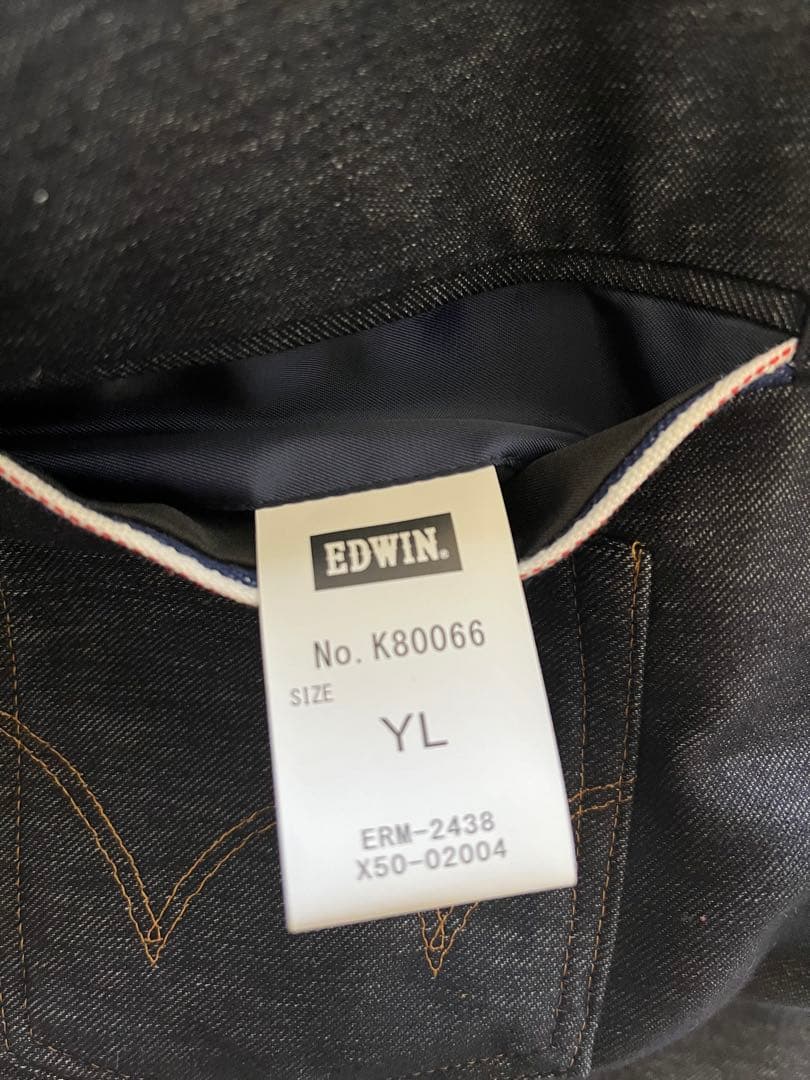 EDWIN.
No. K80066
SIZE
YL
ERM-2438
X50-02004